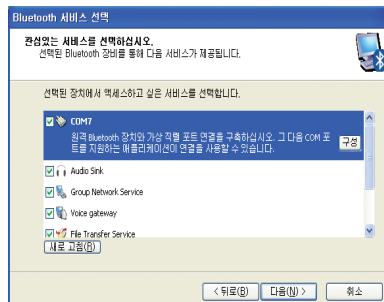 Bluetooth 서비스 선택
관심있는 서비스를 선택하십시오.
선택된 Bluetooth 장비를 통해 다음 서비스가 제공됩니다.
선택된 장치에서 액세스하고 싶은 서비스를 선택합니다.
COM7
원격 Bluetooth 장치와 가상 직렬 포트 연결을 구축하십시오. 그 다음 COM 포
트를 지원하는 애플리케이션이 연결을 사용할 수 있습니다.
구성
Audio Sink
Group Network Service
Voice gateway
File Transfer Service
새로 고침(R)
< 뒤로(B)
다음(N) >
취소